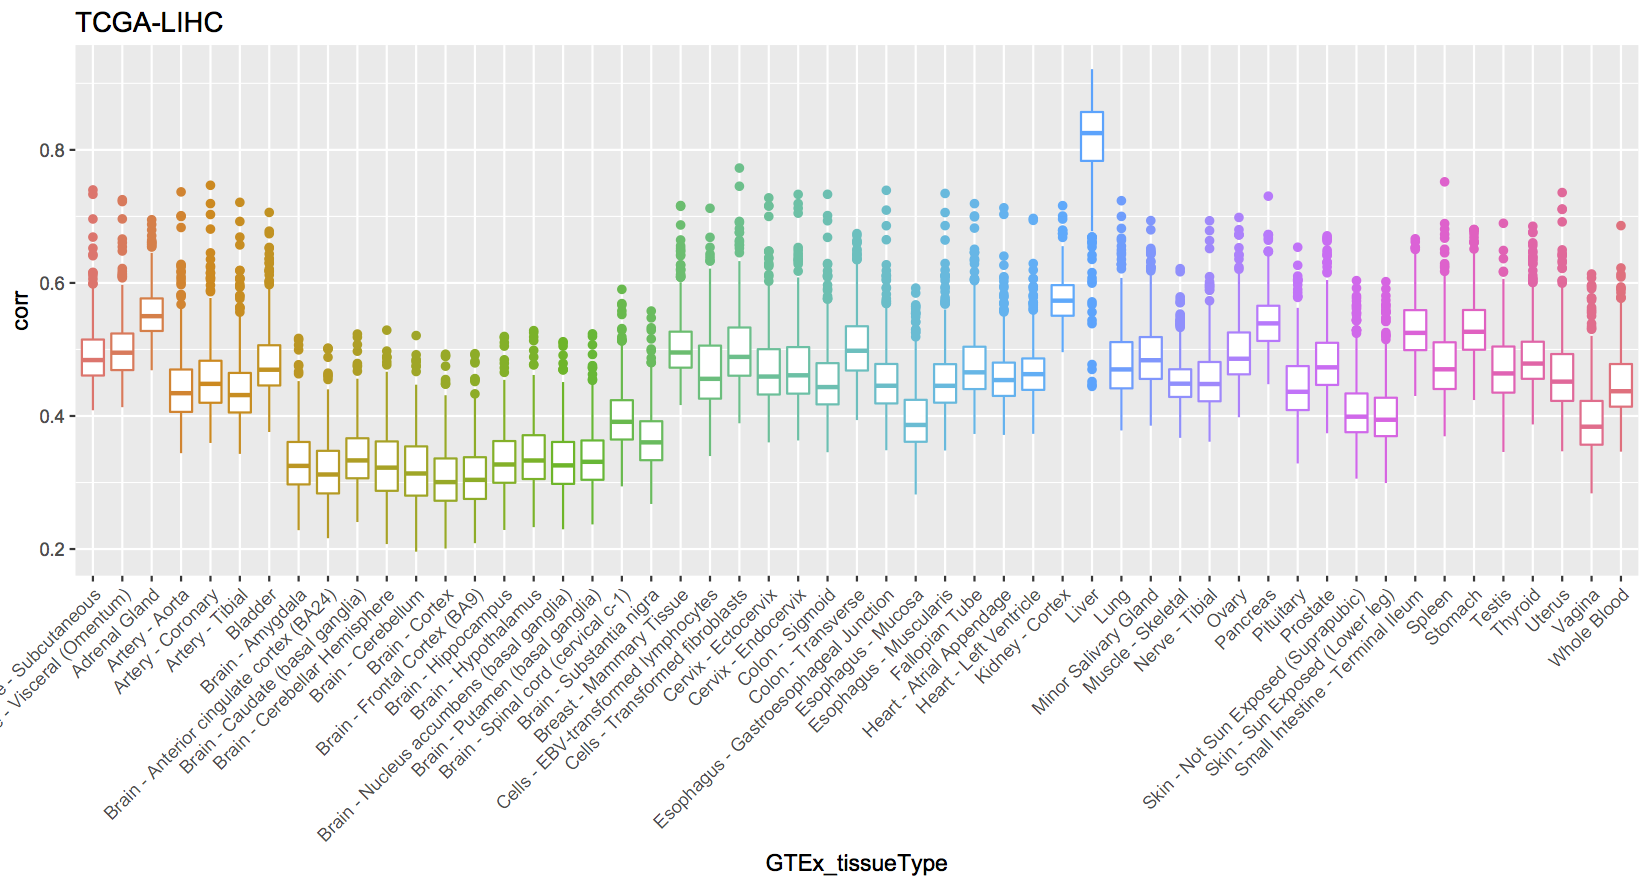 TCGA-LIHC
corr
0.8
0.6
0.4
0.2
- Subcutaneous
- Visceral (Omentum)
Adrenal Gland
Artery - Aorta
Artery - Coronary
Artery - Tibial
Bladder
Brain - Amygdala
Brain - Anterior cingulate cortex (BA24)
Brain - Caudate (basal ganglia)
Brain - Cerebellar Hemisphere
Brain - Cerebellum
Brain - Cortex
Brain - Frontal Cortex (BA9)
Brain - Hippocampus
Brain - Hypothalamus
Brain - Nucleus accumbens (basal ganglia)
Brain - Putamen (basal ganglia)
Brain - Spinal cord (cervical c-1)
Brain - Substantia nigra
Breast - Mammary Tissue
Cells - EBV-transformed lymphocytes
Cells - Transformed fibroblasts
Cervix - Ectocervix
Cervix - Endocervix
Colon - Sigmoid
Colon - Transverse
Esophagus - Gastroesophageal Junction
Esophagus - Mucosa
Esophagus - Muscularis
Fallopian Tube
Heart - Atrial Appendage
Heart - Left Ventricle
Kidney - Cortex
Liver
Lung
Minor Salivary Gland
Muscle - Skeletal
Nerve - Tibial
Ovary
Pancreas
Pituitary
Prostate
Skin - Not Sun Exposed (Suprapubic)
Skin - Sun Exposed (Lower leg)
Small Intestine - Terminal Ileum
Spleen
Stomach
Testis
Thyroid
Uterus
Vagina
Whole Blood
GTEx_tissueType